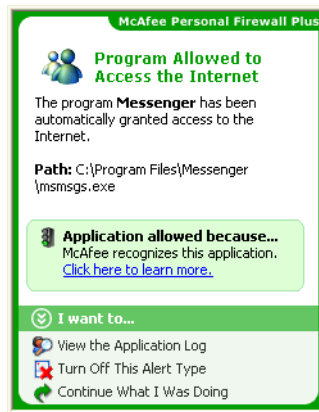 McAfee Personal Firewall Plus
Program Allowed to
Access the Internet
The program Messenger has been
automatically granted access to the
Internet.
Path: C:\Program Files\Messenger
\msmsgs.exe
Application allowed because...
McAfee recognizes this application.
Click here to learn more.
I want to...
View the Application Log
Turn Off This Alert Type
Continue What I Was Doing